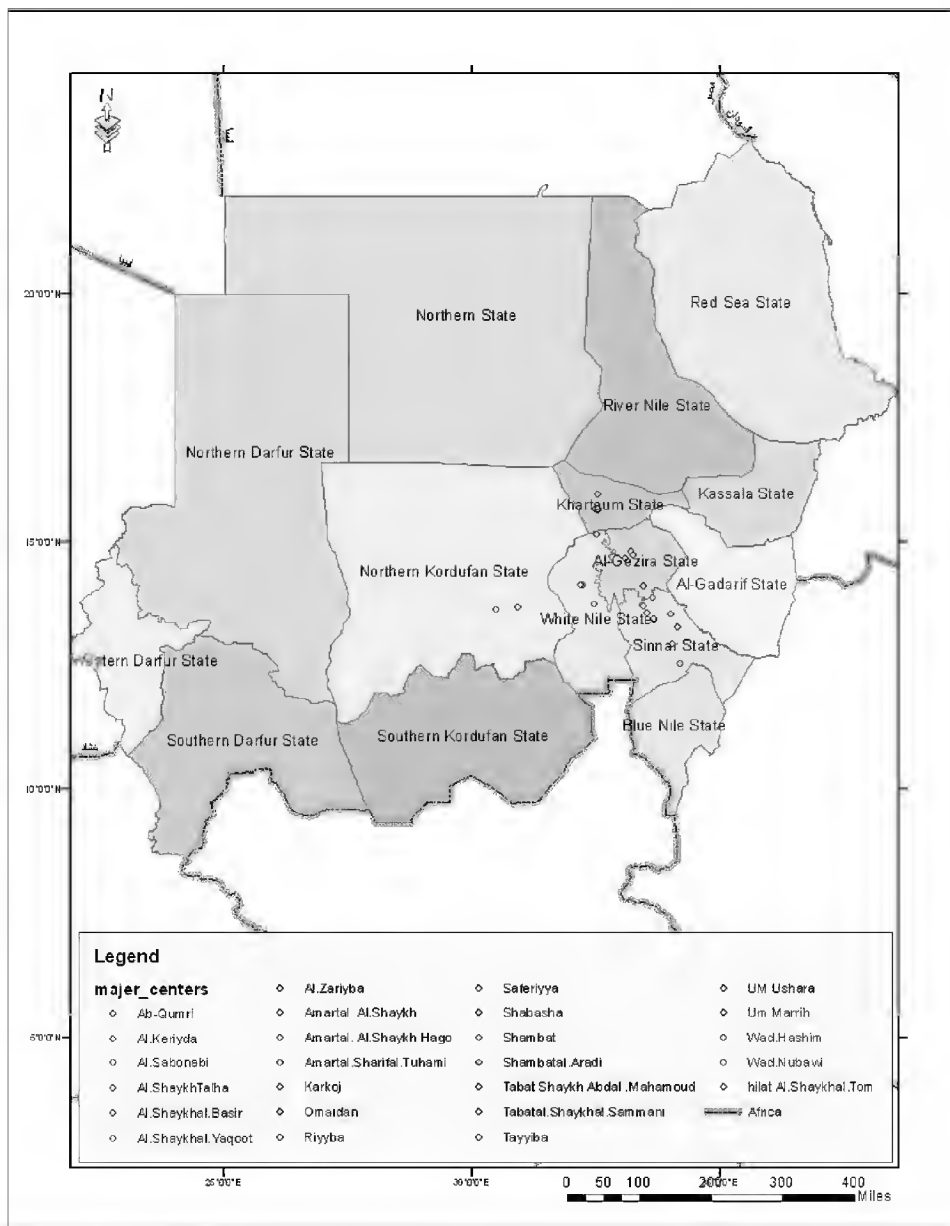 N
20°0'0"N
15°0'0"N
10°0'0"N
5°0'0"N
Northern State
Red Sea State
River Nile State
Northern Darfur State
Kassala State
Khartoum State
Al-Gezira State
Northern Kordufan State
Al-Gadarif State
White Nile State
Sinnar State
Darfur State
Blue Nile State
Southern Darfur State
Southern Kordufan State
Legend
majer_centers
Ab-Qumri
Al.Keriyda
Al.Sabonabi
Al.ShaykhTalha
Al.Shaykhal.Basir
Al.Shaykhal.Yaqoot
Al.Zariyba
Amartal.Al.Shaykh
Amartal.Al.Shaykh Hago
Amartal.Sharifal.Tuhami
Karkoj
Omaidan
Riyyba
Saferiyya
Shabasha
Shambat
Shambatal.Aradi
Tabat Shaykh Abdal.Mahamoud
Tabatal.Shaykhal.Sammani
Tayyiba
UM Ushara
Um Marrih
Wad.Hashim
Wad.Nubawi
hilat Al.Shaykhal.Tom
Africa
25°0'0"E
30°0'0"E
0 50 100 200 300 400
Miles